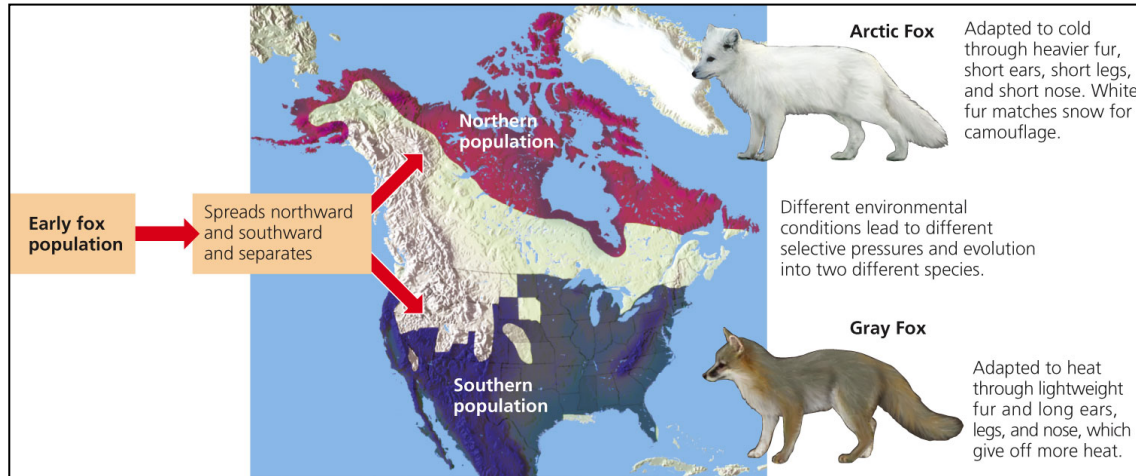 Early fox
population
Spreads northward
and southward
and separates
Northern
population
Southern
population
Arctic Fox
Adapted to cold
through heavier fur,
short ears, short legs,
and short nose. White
fur matches snow for
camouflage.
Different environmental
conditions lead to different
selective pressures and evolution
into two different species.
Gray Fox
Adapted to heat
through lightweight
fur and long ears,
legs, and nose, which
give off more heat.